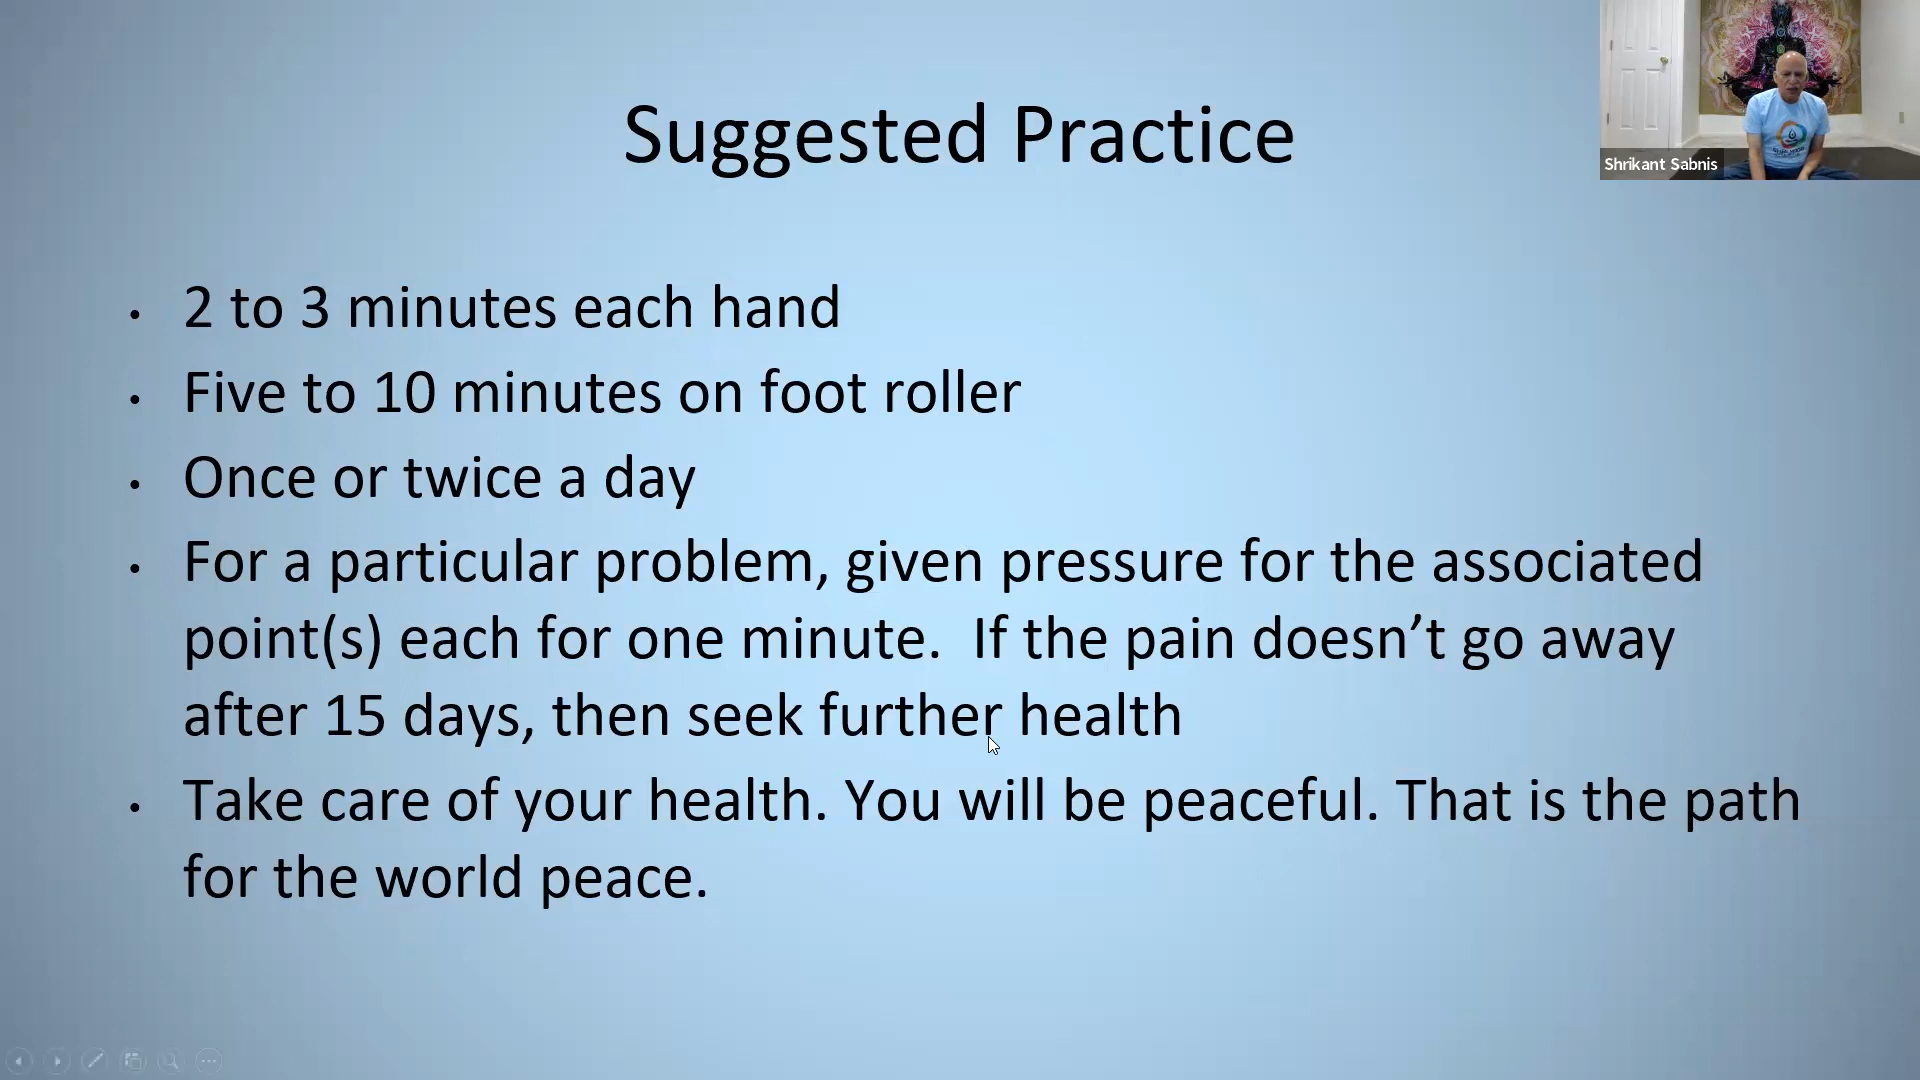 Suggested Practice
Shrikant Sabnis
• 2 to 3 minutes each hand
• Five to 10 minutes on foot roller
• Once or twice a day
• For a particular problem, given pressure for the associated
point(s) each for one minute.  If the pain doesn’t go away
after 15 days, then seek further health
• Take care of your health. You will be peaceful. That is the path
for the world peace.